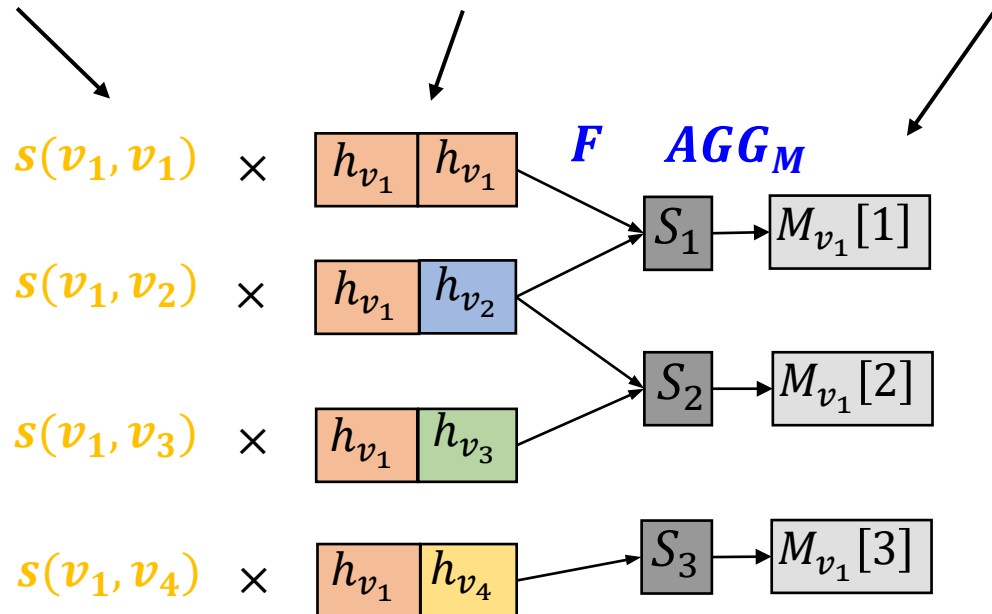 F AGG_M
s(v_1, v_1) × h_{v_1} h_{v_1}
S_1 M_{v_1}[1]
s(v_1, v_2) × h_{v_1} h_{v_2}
S_2 M_{v_1}[2]
s(v_1, v_3) × h_{v_1} h_{v_3}
S_3 M_{v_1}[3]
s(v_1, v_4) × h_{v_1} h_{v_4}